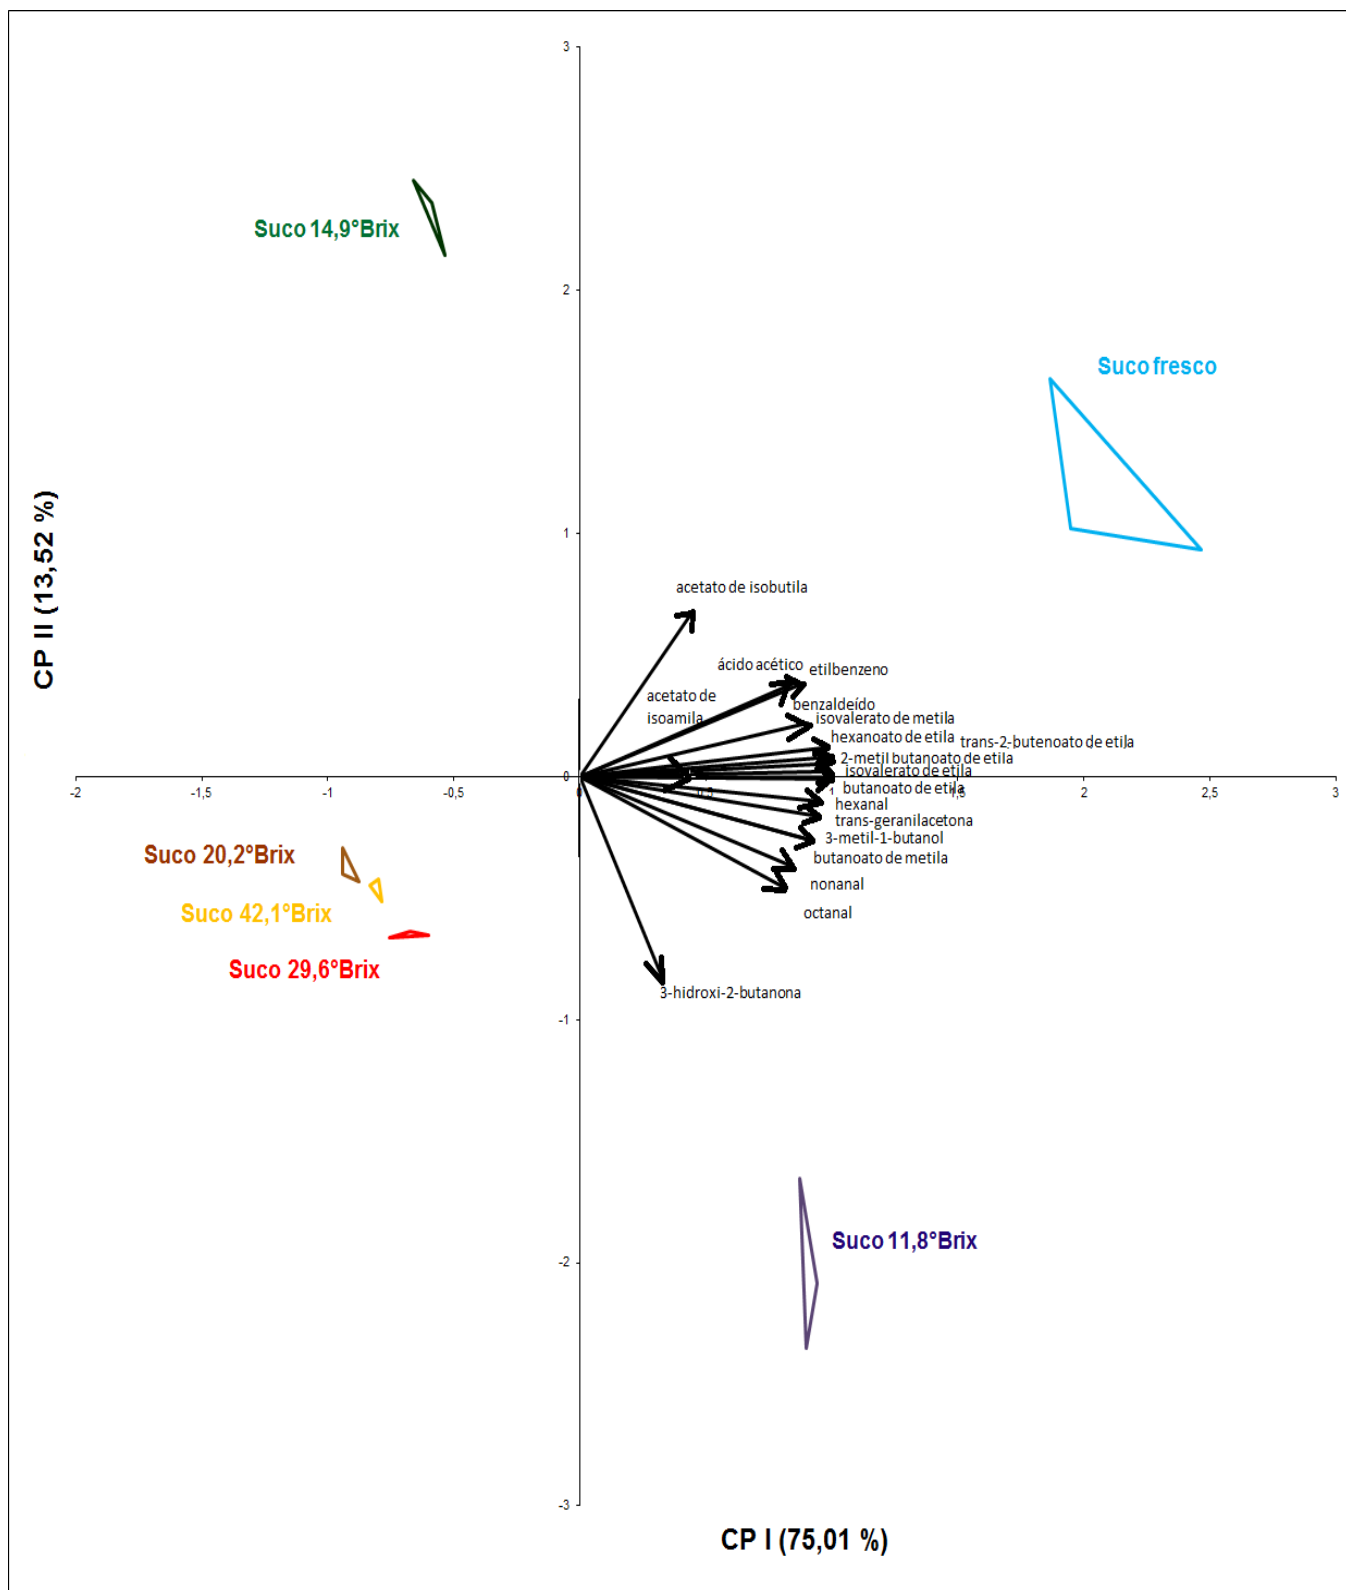 3
Suco 14,9°Brix
2
Suco fresco
CP II (13,52 %)
1
acetato de isobutila
ácido acético
etilbenzeno
acetato de
isoamila
benzaldeído
isovalerato de metila
hexanoato de etila
trans-2-butenoato de etila
2-metil butanoato de etila
isovalerato de etila
0
-2
-1,5
-1
-0,5
0
0,5
1
1,5
2
2,5
3
butanoato de etila
hexanal
trans-geranilacetona
3-metil-1-butanol
butanoato de metila
nonanal
octanal
Suco 20,2°Brix
Suco 42,1°Brix
Suco 29,6°Brix
3-hidroxi-2-butanona
-1
Suco 11,8°Brix
-2
-3
CP I (75,01 %)